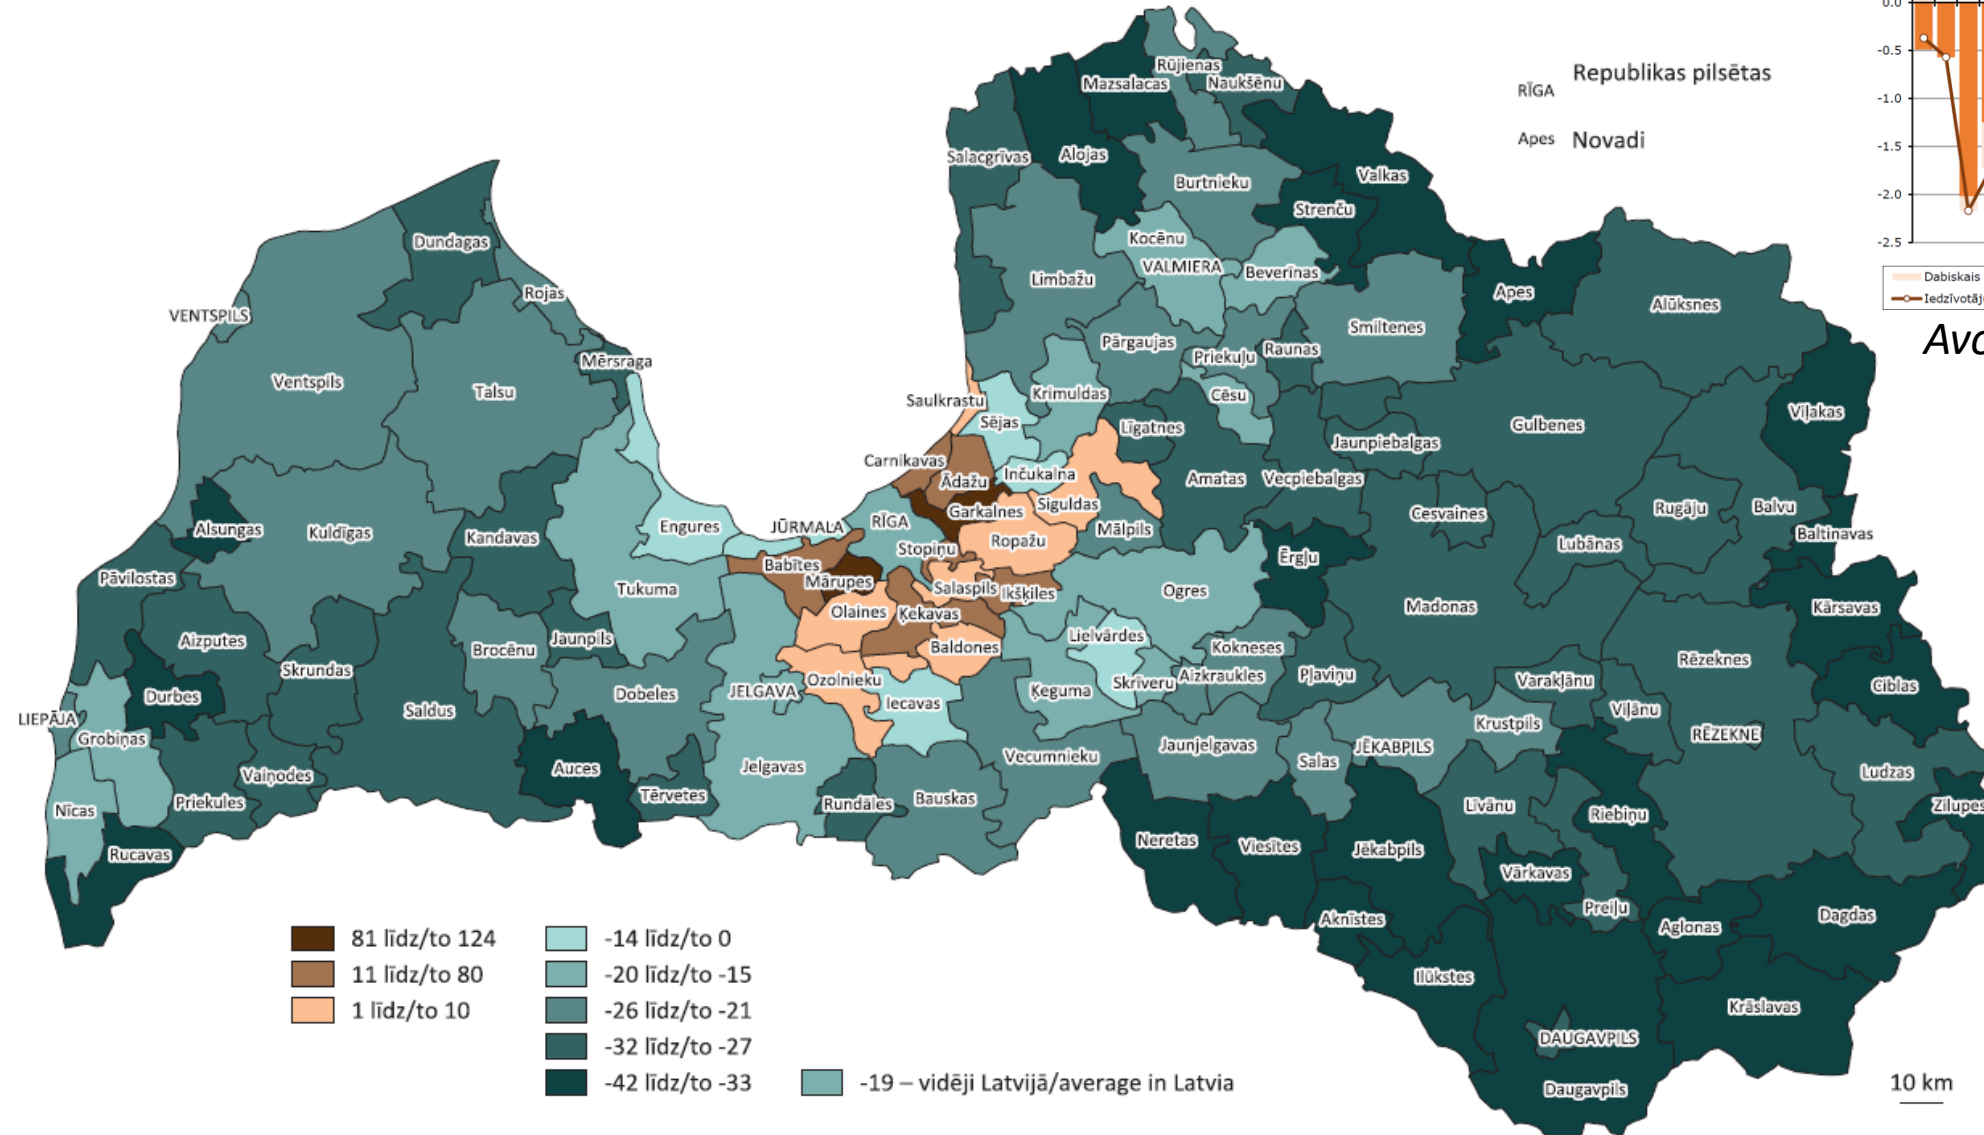 0.0
-0.5
-1.0
-1.5
-2.0
-2.5
Dabiskais
Iedzīvotāj
Avo
RĪGA Republikas pilsētas
Apes Novadi
Rūjienas
Mazsalacas
Naukšēnu
Salacgrīvas
Alojas
Valkas
Burtnieku
Strenču
Dundagas
Kocēnu
VALMIERA
Beverīnas
Limbažu
Rojas
Apes
Alūksnes
VENTSPILS
Smiltenes
Pārgaujas
Priekuļu
Raunas
Mērsraga
Ventspils
Talsu
Krimuldas
Cēsu
Saulkrastu
Sējas
Viļakas
Līgatnes
Gulbenes
Jaunpiebalgas
Carnikavas
Ādažu
Inčukalna
Amatas
Vecpiebalgas
Siguldas
Garkalnes
Cesvaines
Rugāju
Balvu
Alsungas
Kuldīgas
Kandavas
Engures
JŪRMALA
RĪGA
Mālpils
Baltinavas
Ropažu
Stopiņu
Lubānas
Ērgļu
Babītes
Mārupes
Pāvilostas
Tukuma
Salaspils
Ikšķiles
Ogres
Madonas
Kārsavas
Olaines
Ķekavas
Aizputes
Jaunpils
Lielvārdes
Brocēnu
Baldones
Kokneses
Rēzeknes
Skrundas
Aizkraukles
Pļaviņu
Varakļānu
Ozolnieku
Skrīveru
Ciblas
Durbes
Dobeles
JELGAVA
Ķeguma
Iecavas
Saldus
Viļānu
LIEPĀJA
Krustpils
RĒZEKNE
Grobiņas
Jaunjelgavas
JĒKABPILS
Vecumnieku
Salas
Auces
Jelgavas
Ludzas
Vaiņodes
Tērvetes
Rundāles
Bauskas
Priekules
Līvānu
Zilupes
Nīcas
Riebiņu
Neretas
Viesītes
Jēkabpils
Rucavas
Vārkavas
Preiļu
Aknīstes
Dagdas
Aglonas
Ilūkstes
Krāslavas
DAUGAVPILS
Daugavpils
81 līdz/to 124
11 līdz/to 80
1 līdz/to 10
-14 līdz/to 0
-20 līdz/to -15
-26 līdz/to -21
-32 līdz/to -27
-42 līdz/to -33
-19 – vidēji Latvijā/average in Latvia
10 km